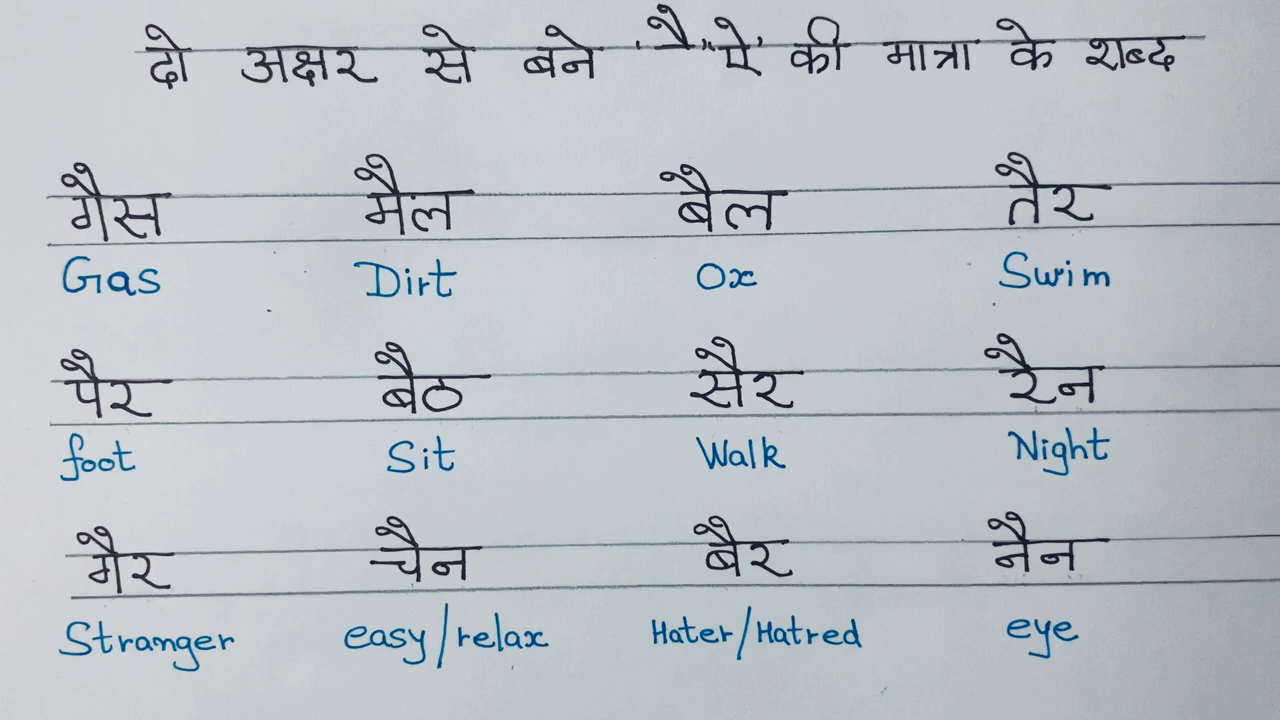 दो अक्षर से बने 'ै' 'ऐ' की मात्रा के शब्द
गैस मैल बैल तैर
Gas Dirt Ox Swim
पैर बैठ सैर रैन
foot Sit Walk Night
गैर चैन बैर नैन
Stranger easy/relax Hater/Hatred eye